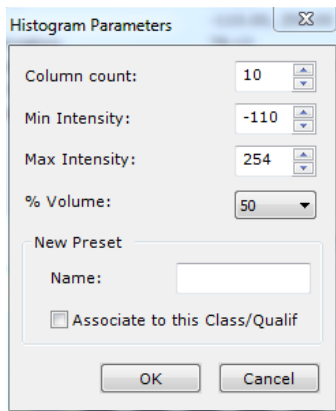 Histogram Parameters
Column count: 10
Min Intensity: -110
Max Intensity: 254
% Volume: 50
New Preset
Name:
Associate to this Class/Qualif
OK Cancel